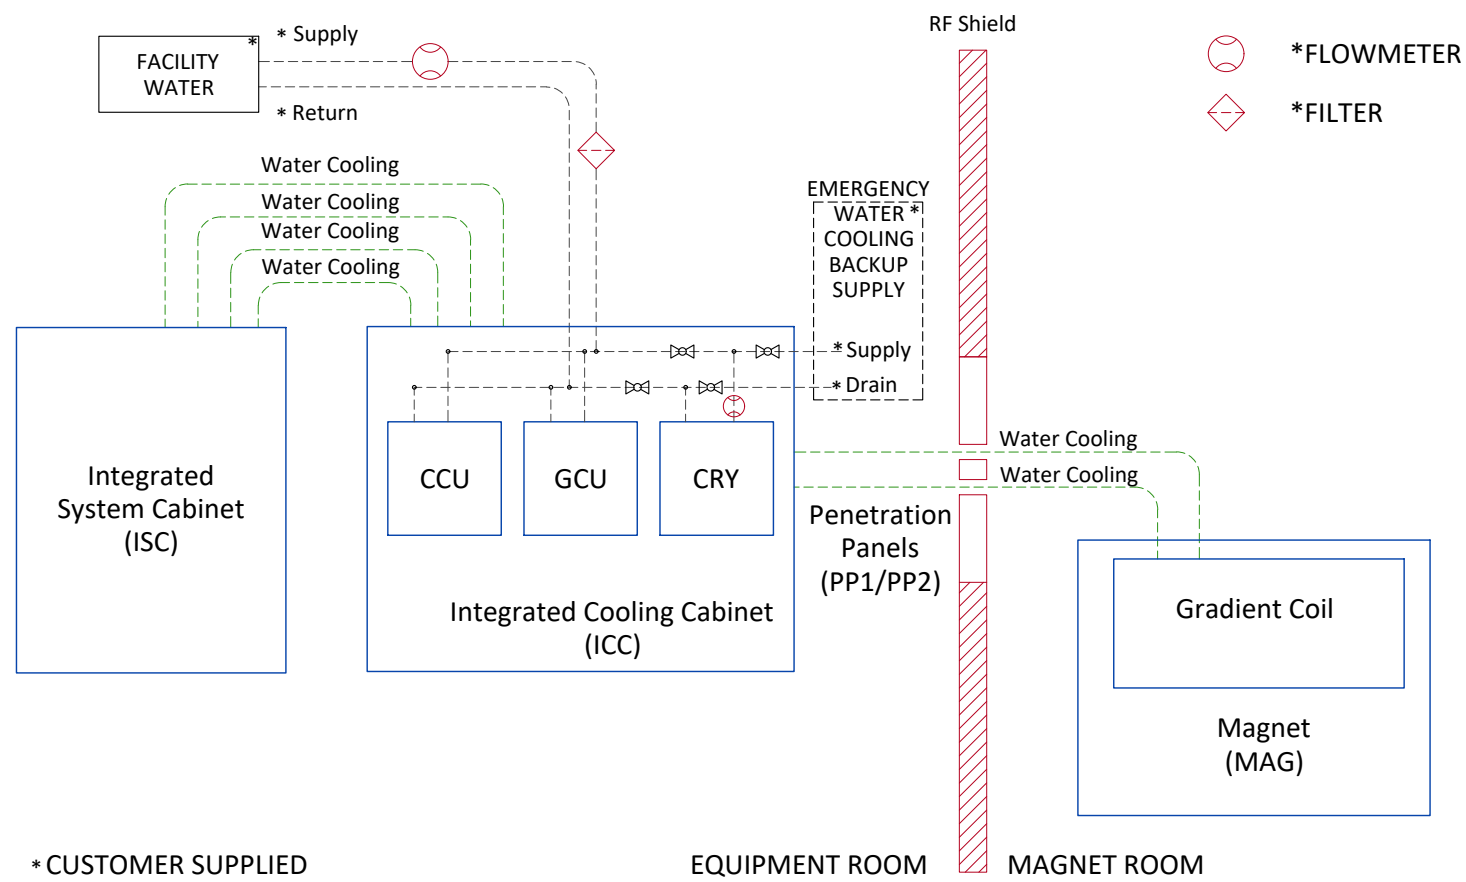 RF Shield
* Supply
*
FACILITY
WATER
* Return
*FLOWMETER
*FILTER
Water Cooling
Water Cooling
Water Cooling
Water Cooling
EMERGENCY
WATER *
COOLING
BACKUP
SUPPLY
* Supply
* Drain
Integrated
System Cabinet
(ISC)
CCU
GCU
CRY
Integrated Cooling Cabinet
(ICC)
Water Cooling
Water Cooling
Penetration
Panels
(PP1/PP2)
Gradient Coil
Magnet
(MAG)
* CUSTOMER SUPPLIED
EQUIPMENT ROOM
MAGNET ROOM